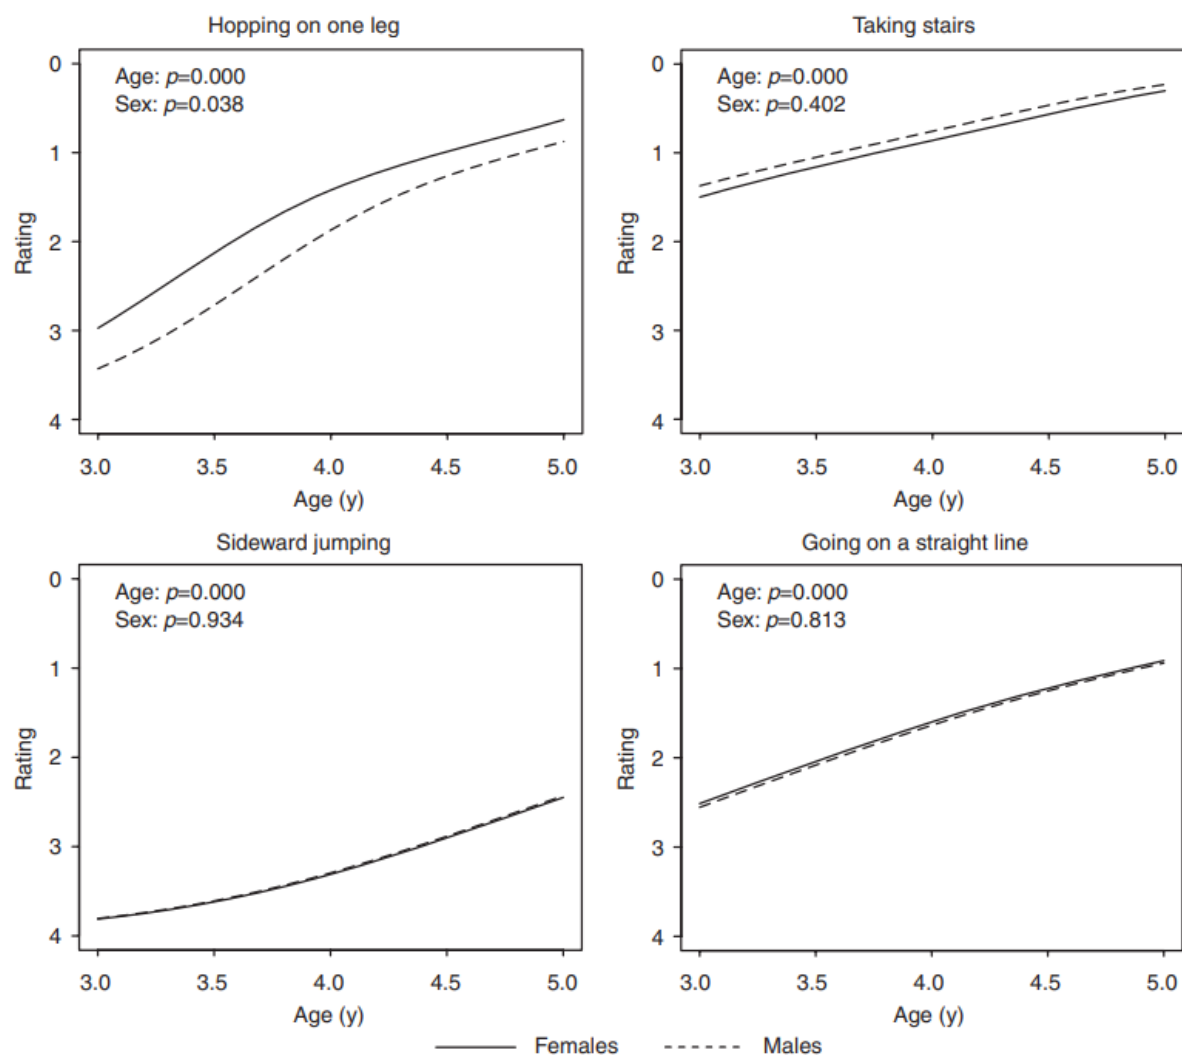 Hopping on one leg
Age: p=0.000
Sex: p=0.038
0
1
2
3
4
Rating
3.0 3.5 4.0 4.5 5.0
Age (y)
Taking stairs
Age: p=0.000
Sex: p=0.402
0
1
2
3
4
Rating
3.0 3.5 4.0 4.5 5.0
Age (y)
Sideward jumping
Age: p=0.000
Sex: p=0.934
0
1
2
3
4
Rating
3.0 3.5 4.0 4.5 5.0
Age (y)
Going on a straight line
Age: p=0.000
Sex: p=0.813
0
1
2
3
4
Rating
3.0 3.5 4.0 4.5 5.0
Age (y)
Females Males